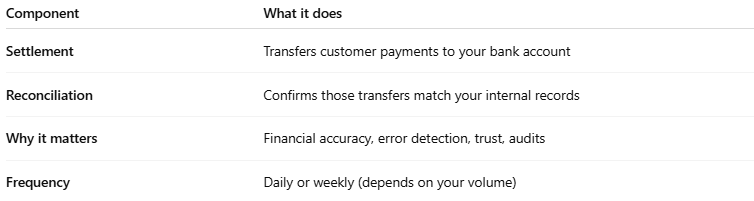 Component What it does
Settlement Transfers customer payments to your bank account
Reconciliation Confirms those transfers match your internal records
Why it matters Financial accuracy, error detection, trust, audits
Frequency Daily or weekly (depends on your volume)